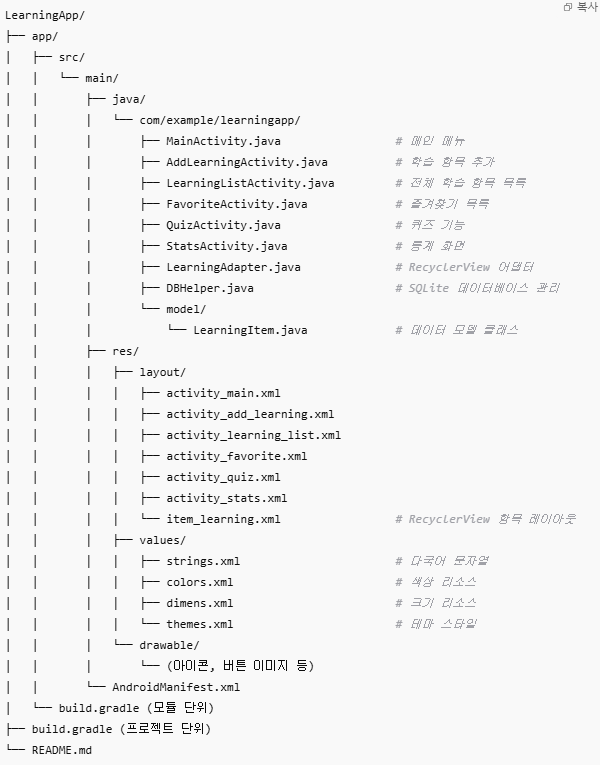 복사
LearningApp/
├── app/
│   ├── src/
│   │   └── main/
│   │       ├── java/
│   │       │   └── com/example/learningapp/
│   │       │       ├── MainActivity.java                 # 메인 메뉴
│   │       │       ├── AddLearningActivity.java          # 학습 항목 추가
│   │       │       ├── LearningListActivity.java         # 전체 학습 항목 목록
│   │       │       ├── FavoriteActivity.java             # 즐겨찾기 목록
│   │       │       ├── QuizActivity.java                 # 퀴즈 기능
│   │       │       ├── StatsActivity.java                # 통계 화면
│   │       │       ├── LearningAdapter.java              # RecyclerView 어댑터
│   │       │       ├── DBHelper.java                     # SQLite 데이터베이스 관리
│   │       │       └── model/
│   │       │           └── LearningItem.java             # 데이터 모델 클래스
│   │       ├── res/
│   │       │   ├── layout/
│   │       │   │   ├── activity_main.xml
│   │       │   │   ├── activity_add_learning.xml
│   │       │   │   ├── activity_learning_list.xml
│   │       │   │   ├── activity_favorite.xml
│   │       │   │   ├── activity_quiz.xml
│   │       │   │   ├── activity_stats.xml
│   │       │   │   └── item_learning.xml                 # RecyclerView 항목 레이아웃
│   │       │   ├── values/
│   │       │   │   ├── strings.xml                       # 다국어 문자열
│   │       │   │   ├── colors.xml                        # 색상 리소스
│   │       │   │   ├── dimens.xml                        # 크기 리소스
│   │       │   │   └── themes.xml                        # 테마 스타일
│   │       │   └── drawable/
│   │       │       └── (아이콘, 버튼 이미지 등)
│   │       └── AndroidManifest.xml
│   └── build.gradle (모듈 단위)
├── build.gradle (프로젝트 단위)
└── README.md